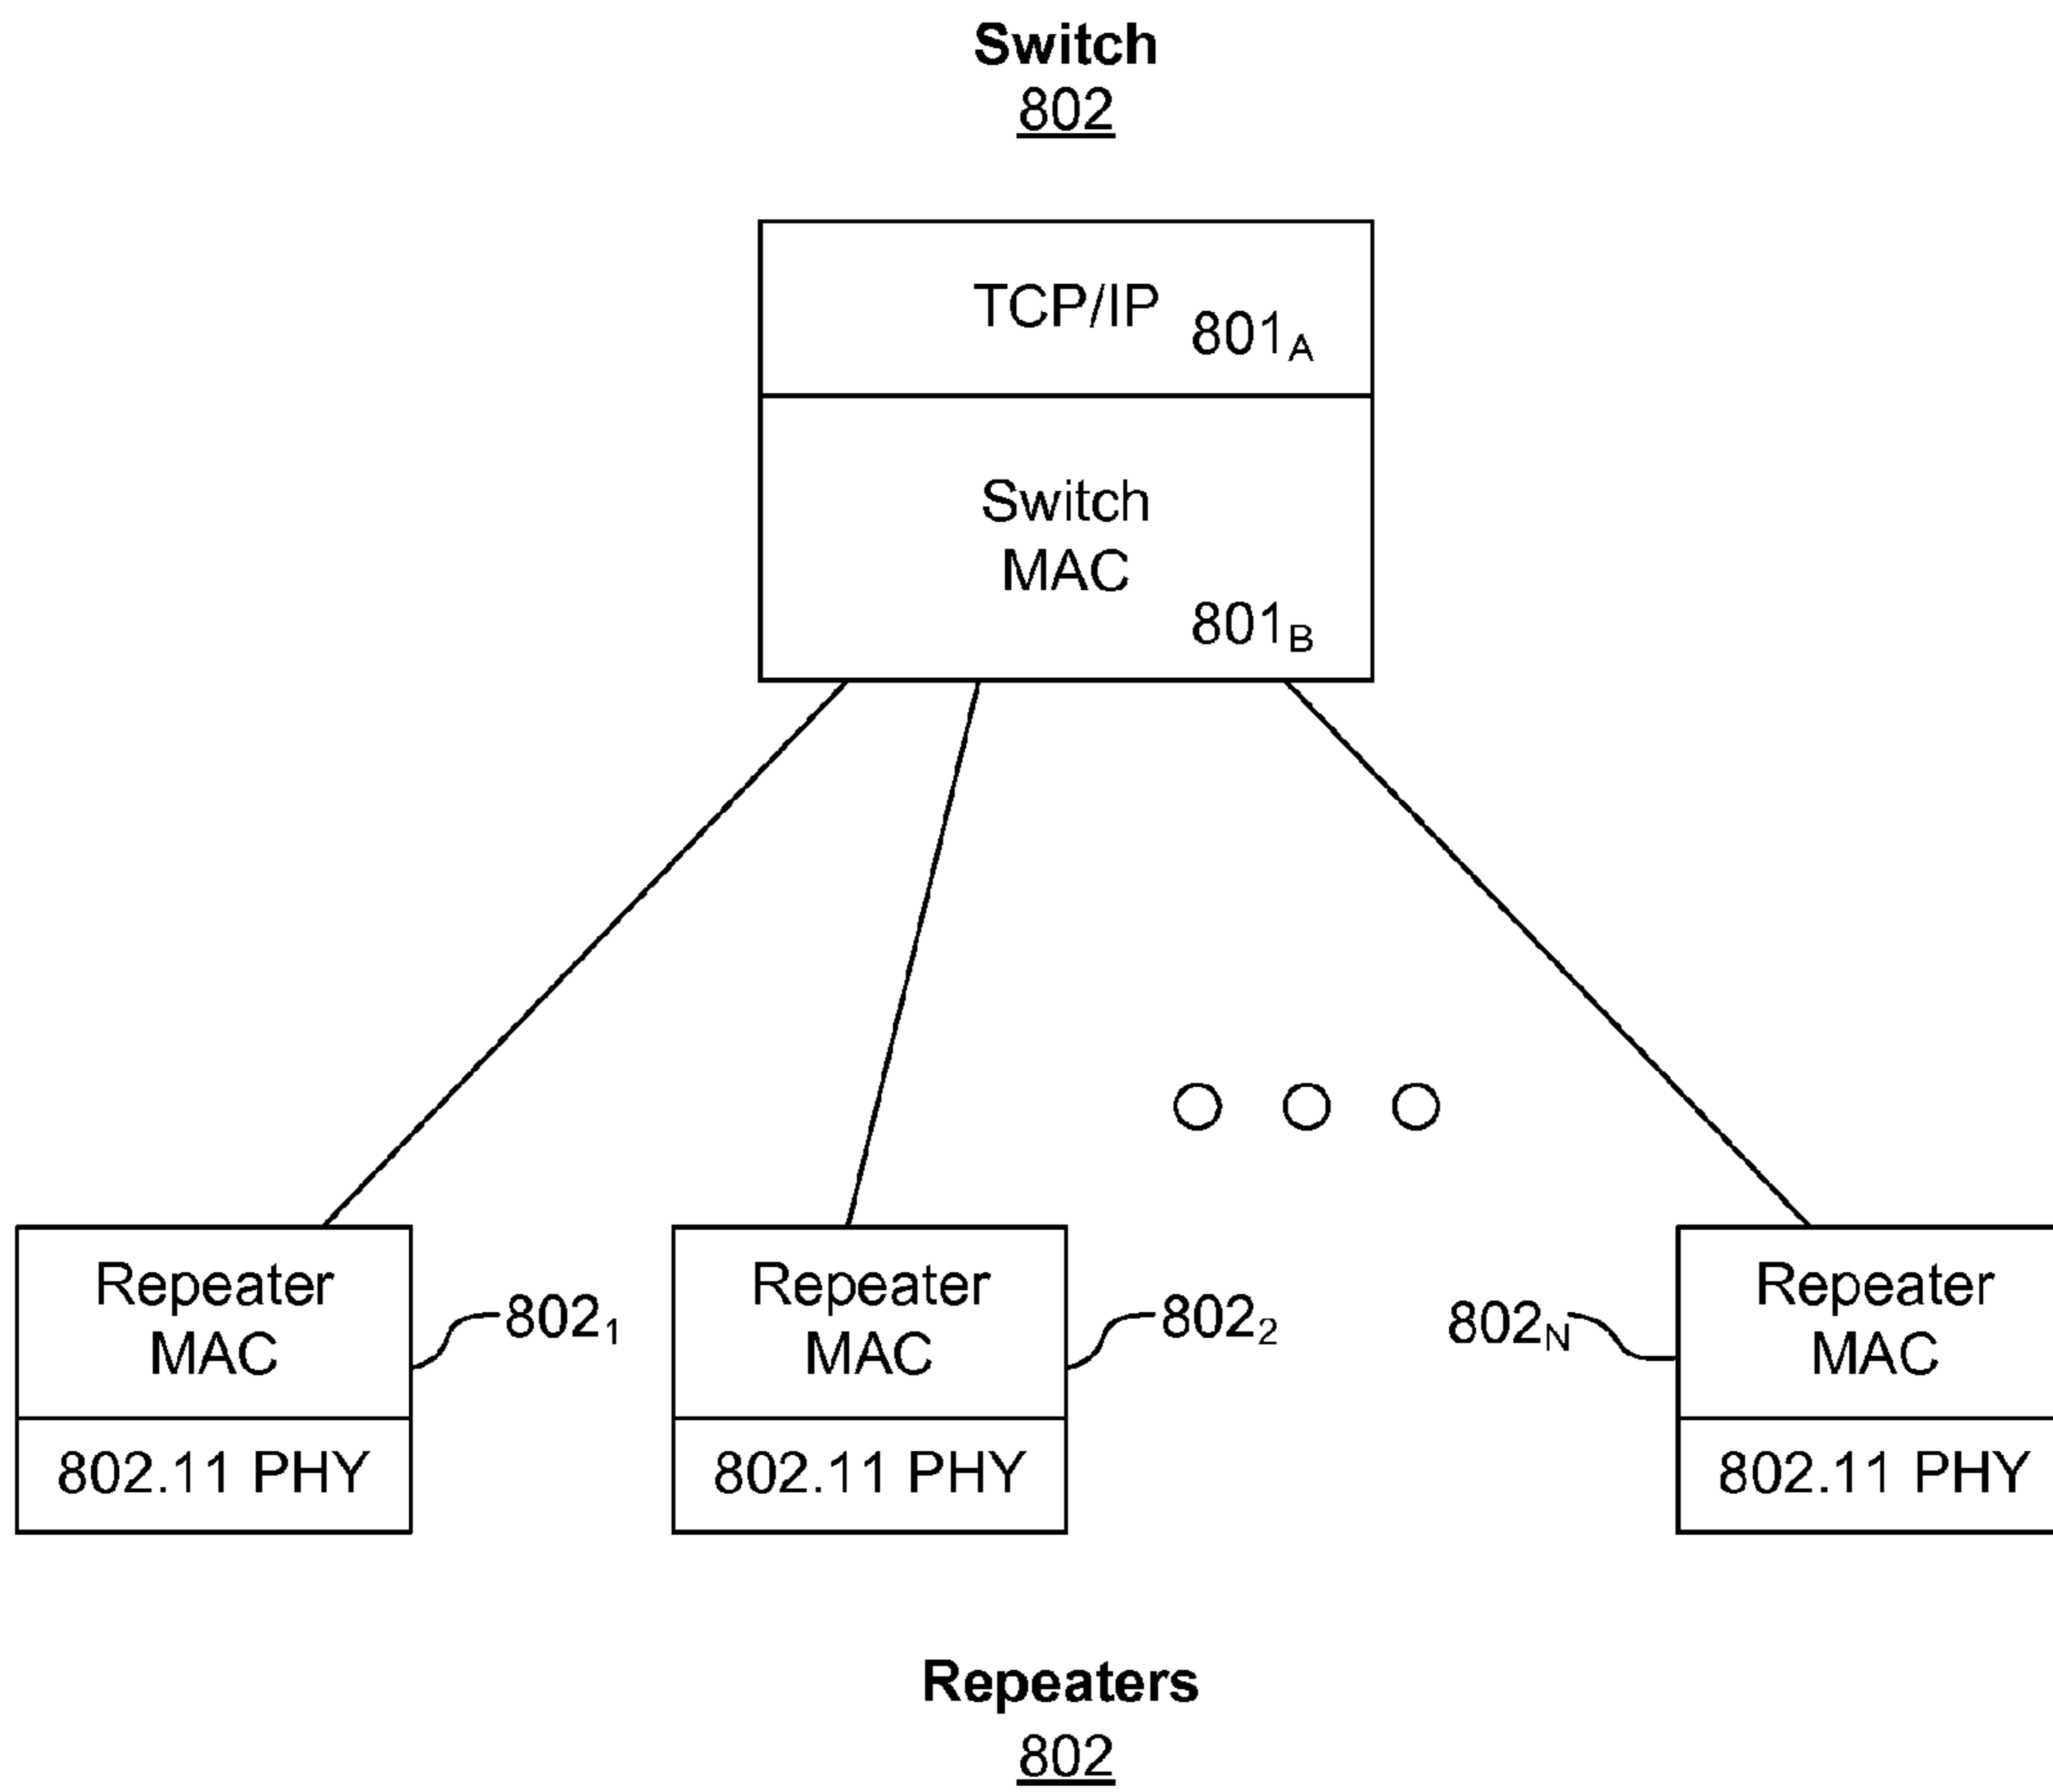 Switch
802
TCP/IP 801A
Switch
MAC
801B
Repeater
MAC
802.11 PHY
8021
Repeater
MAC
802.11 PHY
8022
802N
Repeater
MAC
802.11 PHY
Repeaters
802